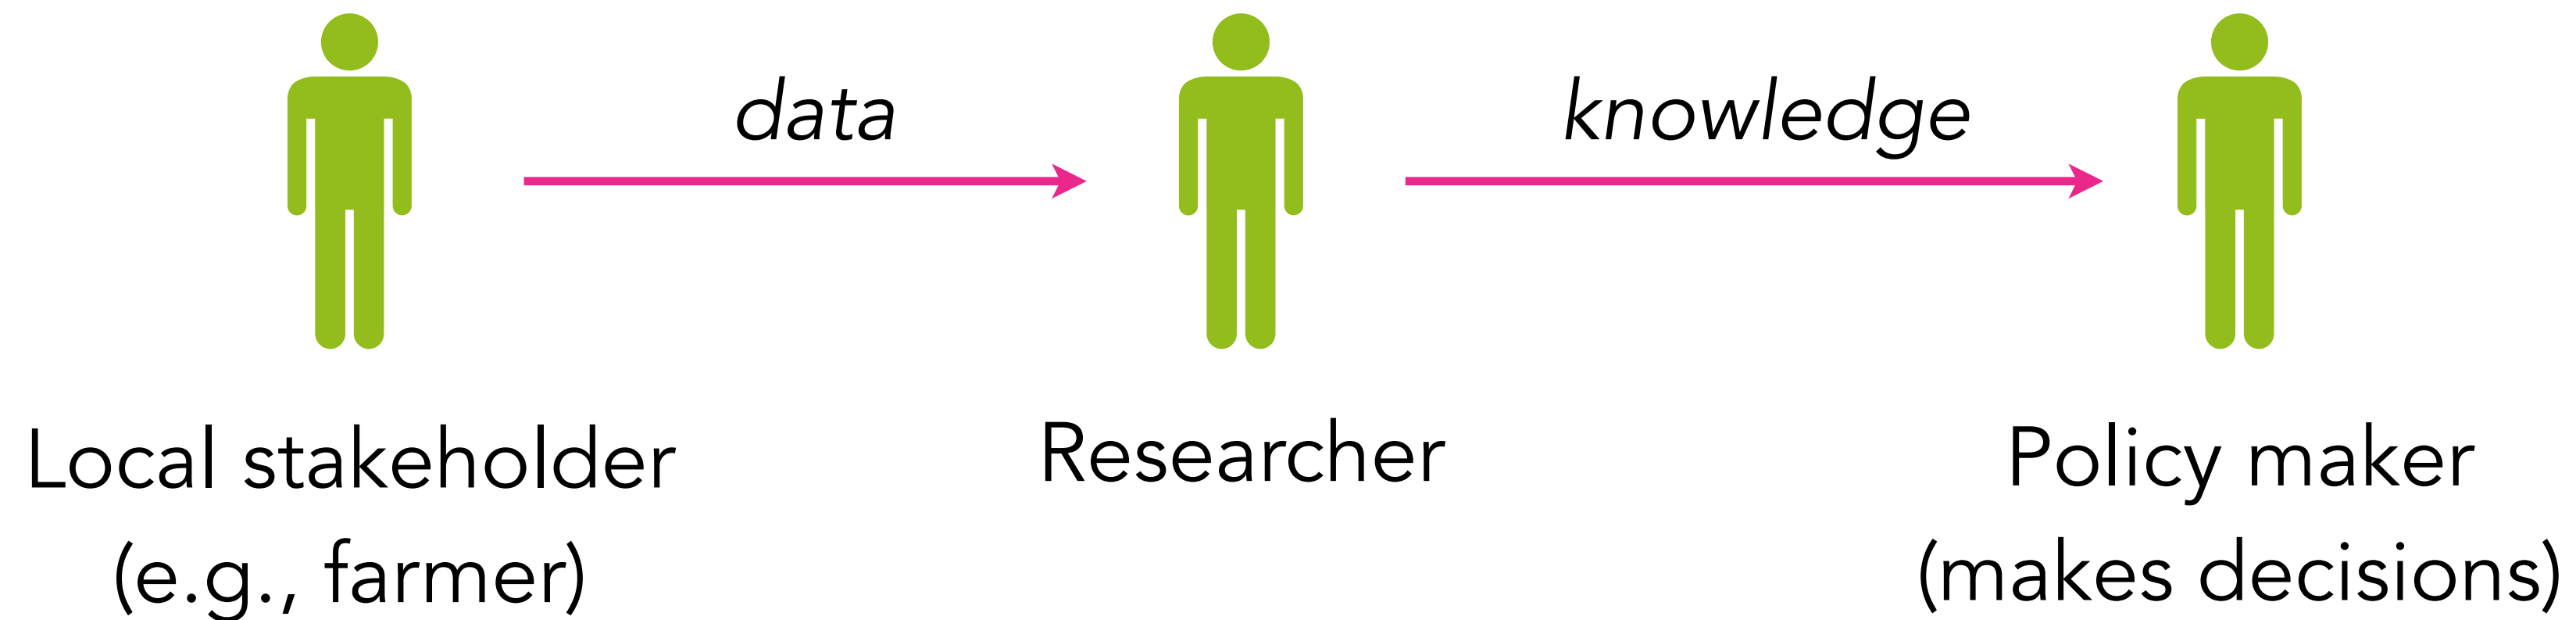 data
knowledge
Local stakeholder
(e.g., farmer)
Researcher
Policy maker
(makes decisions)